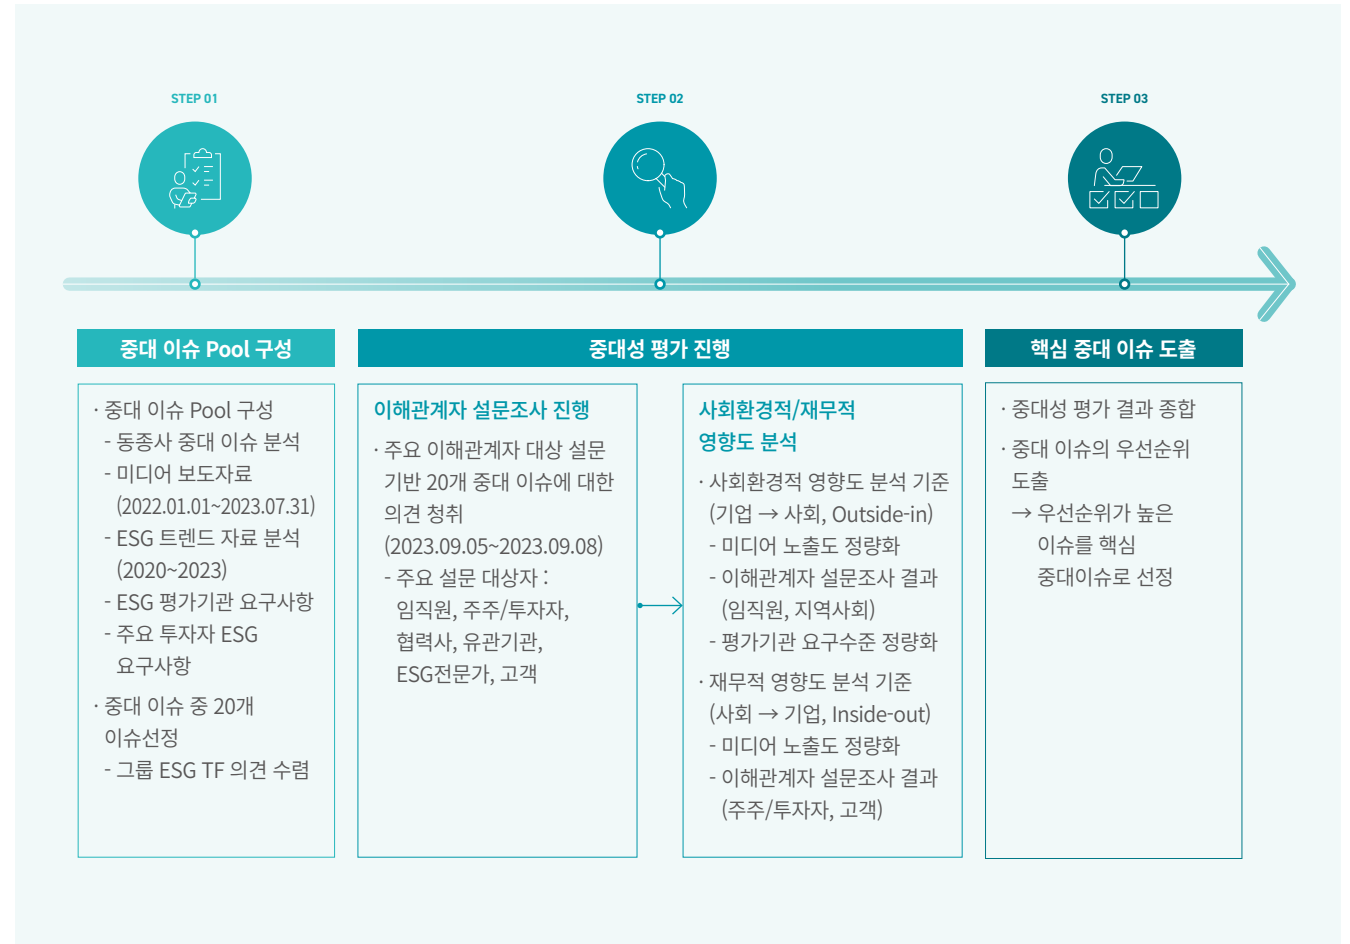 STEP 01
STEP 02
STEP 03
중대 이슈 Pool 구성
· 중대 이슈 Pool 구성
- 동종사 중대 이슈 분석
- 미디어 보도자료
(2022.01.01~2023.07.31)
- ESG 트렌드 자료 분석
(2020~2023)
- ESG 평가기관 요구사항
- 주요 투자자 ESG
요구사항
· 중대 이슈 중 20개
이슈선정
- 그룹 ESG TF 의견 수렴
중대성 평가 진행
이해관계자 설문조사 진행
· 주요 이해관계자 대상 설문
기반 20개 중대 이슈에 대한
의견 청취
(2023.09.05~2023.09.08)
- 주요 설문 대상자 :
임직원, 주주/투자자,
협력사, 유관기관,
ESG전문가, 고객
사회환경적/재무적
영향도 분석
· 사회환경적 영향도 분석 기준
(기업 → 사회, Outside-in)
- 미디어 노출도 정량화
- 이해관계자 설문조사 결과
(임직원, 지역사회)
- 평가기관 요구수준 정량화
· 재무적 영향도 분석 기준
(사회 → 기업, Inside-out)
- 미디어 노출도 정량화
- 이해관계자 설문조사 결과
(주주/투자자, 고객)
핵심 중대 이슈 도출
· 중대성 평가 결과 종합
· 중대 이슈의 우선순위
도출
→ 우선순위가 높은
이슈를 핵심
중대이슈로 선정